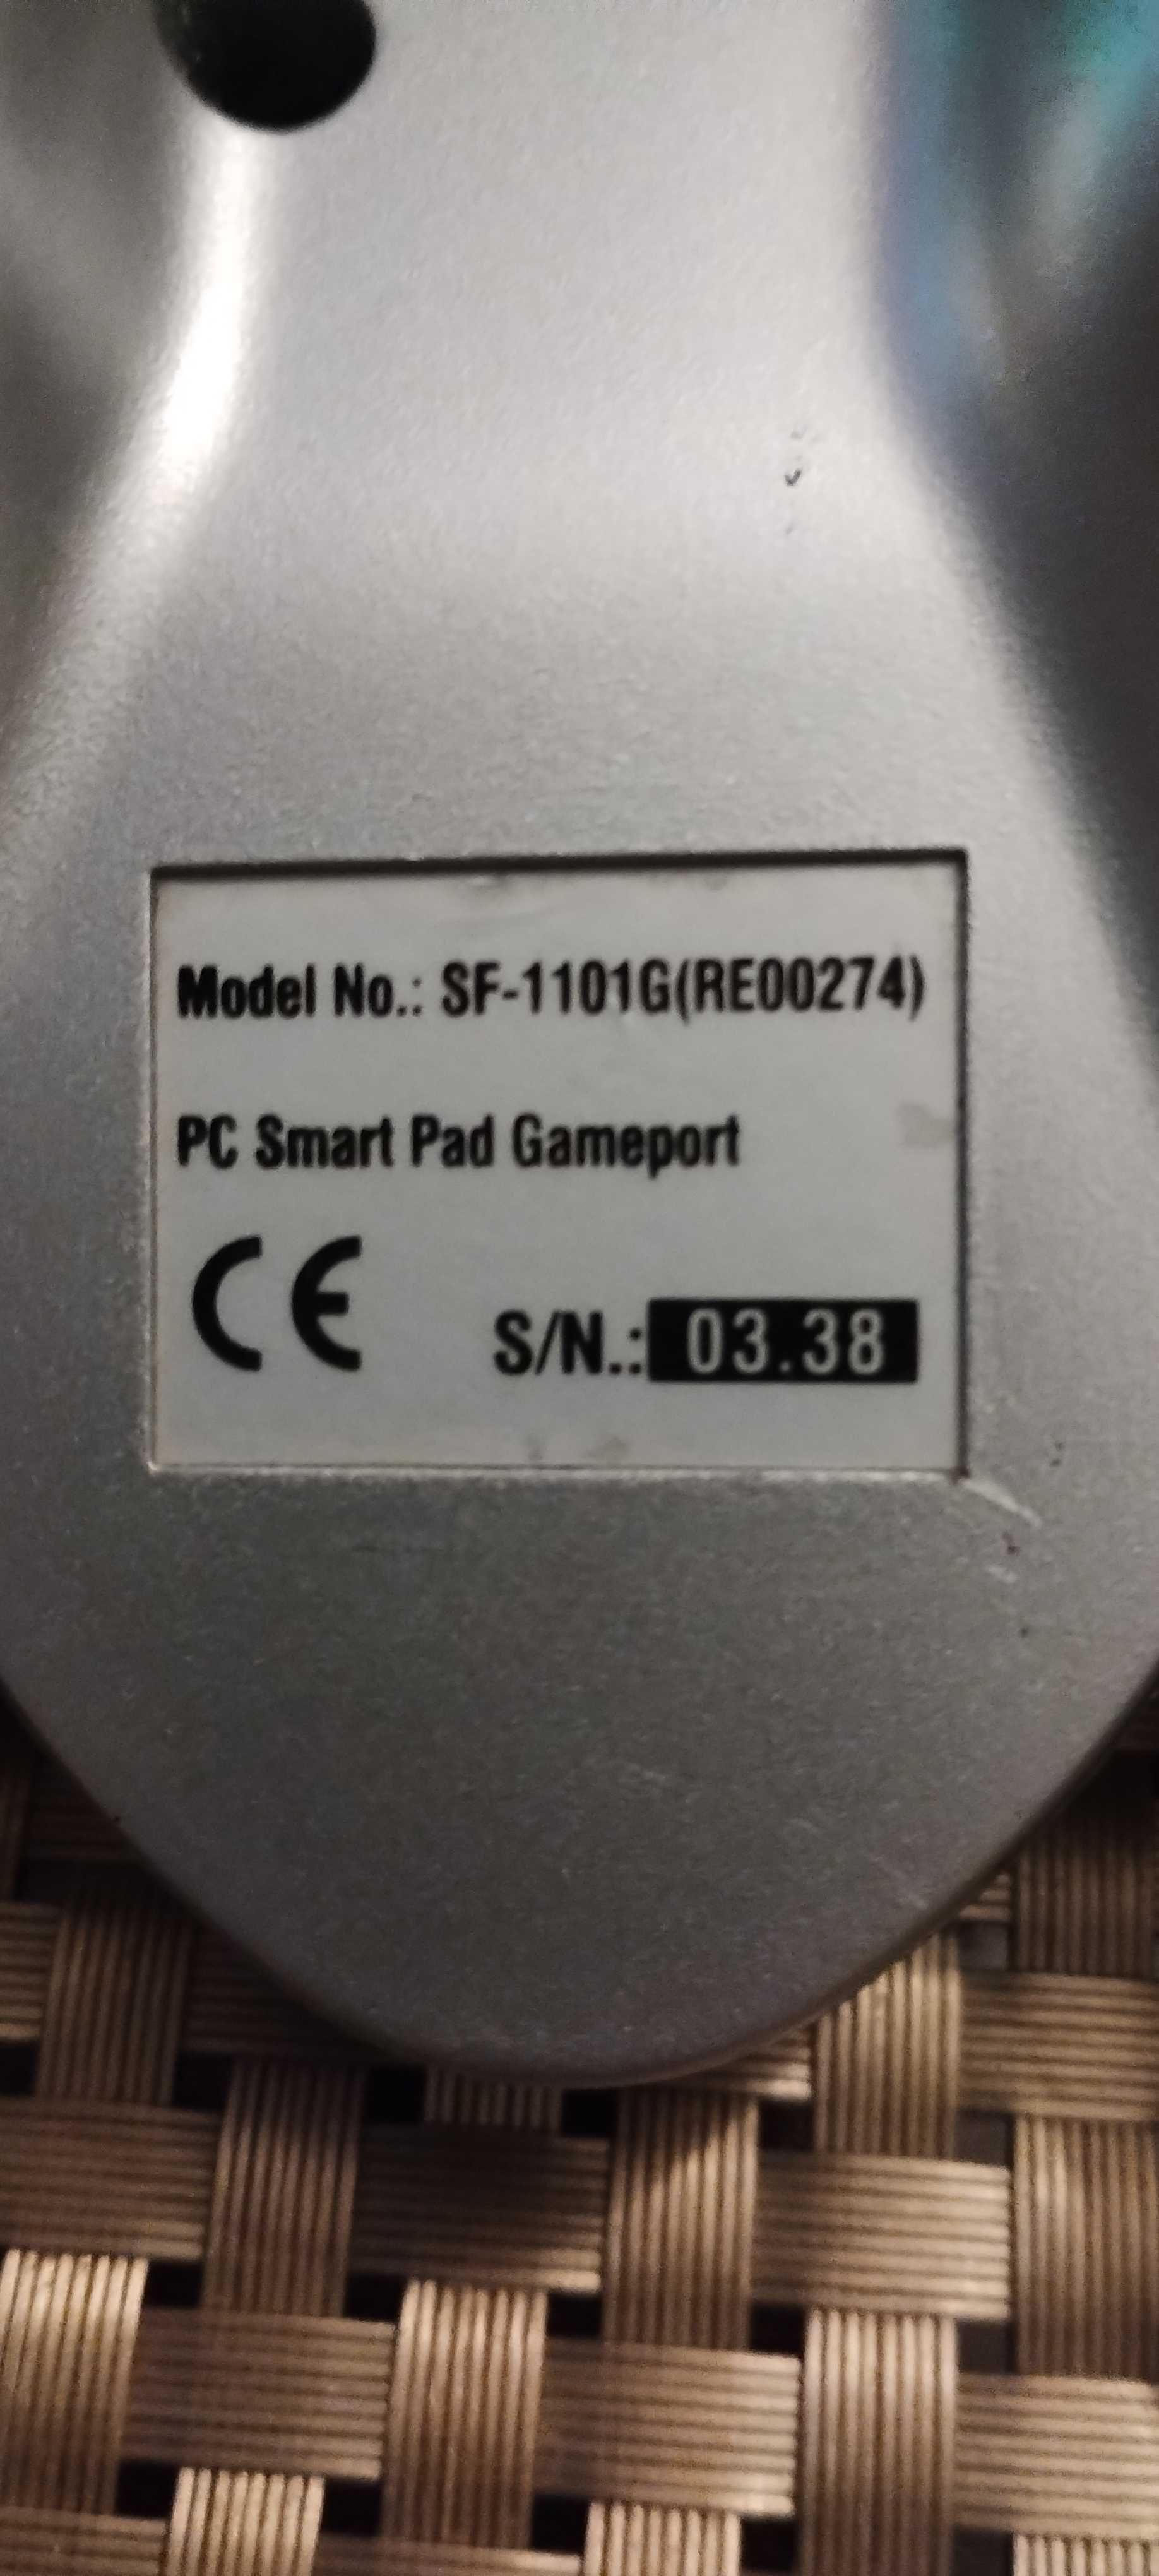 Model No.: SF-1101G(RE00274)
PC Smart Pad Gameport
CE
S/N.: 03.38